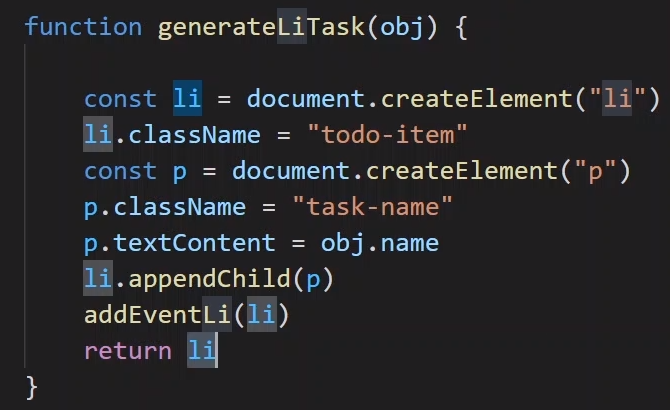 function generateLiTask(obj) {
const li = document.createElement("li")
li.className = "todo-item"
const p = document.createElement("p")
p.className = "task-name"
p.textContent = obj.name
li.appendChild(p)
addEventLi(li)
return li
}